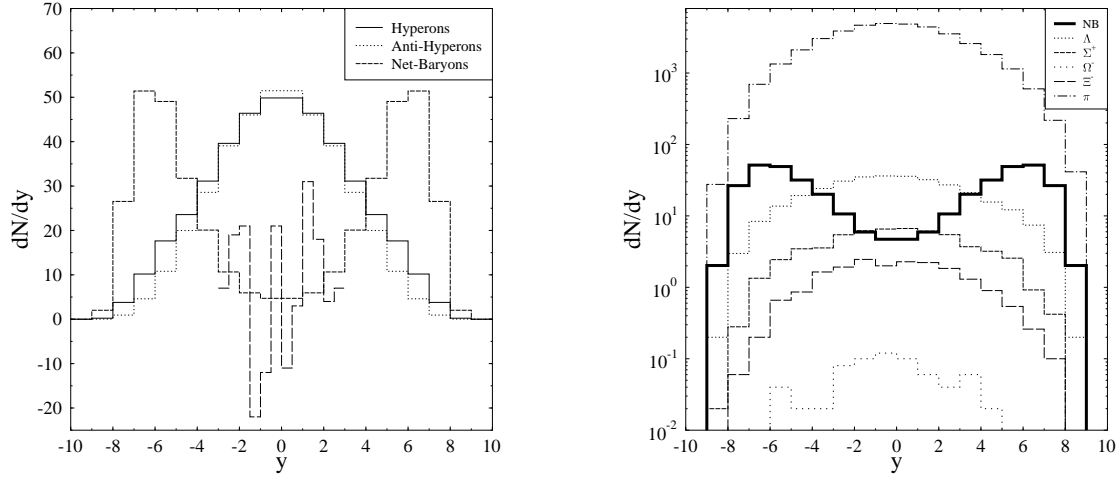 70
60
50
40
30
20
10
0
-10
-20
-10 -8 -6 -4 -2 0 2 4 6 8 10
y
dN/dy
Hyperons
Anti-Hyperons
Net-Baryons
10³
10²
10¹
10⁰
10⁻¹
10⁻²
-10 -8 -6 -4 -2 0 2 4 6 8 10
y
dN/dy
NB
Λ
Σ⁺
Ω⁻
Ξ⁻
π